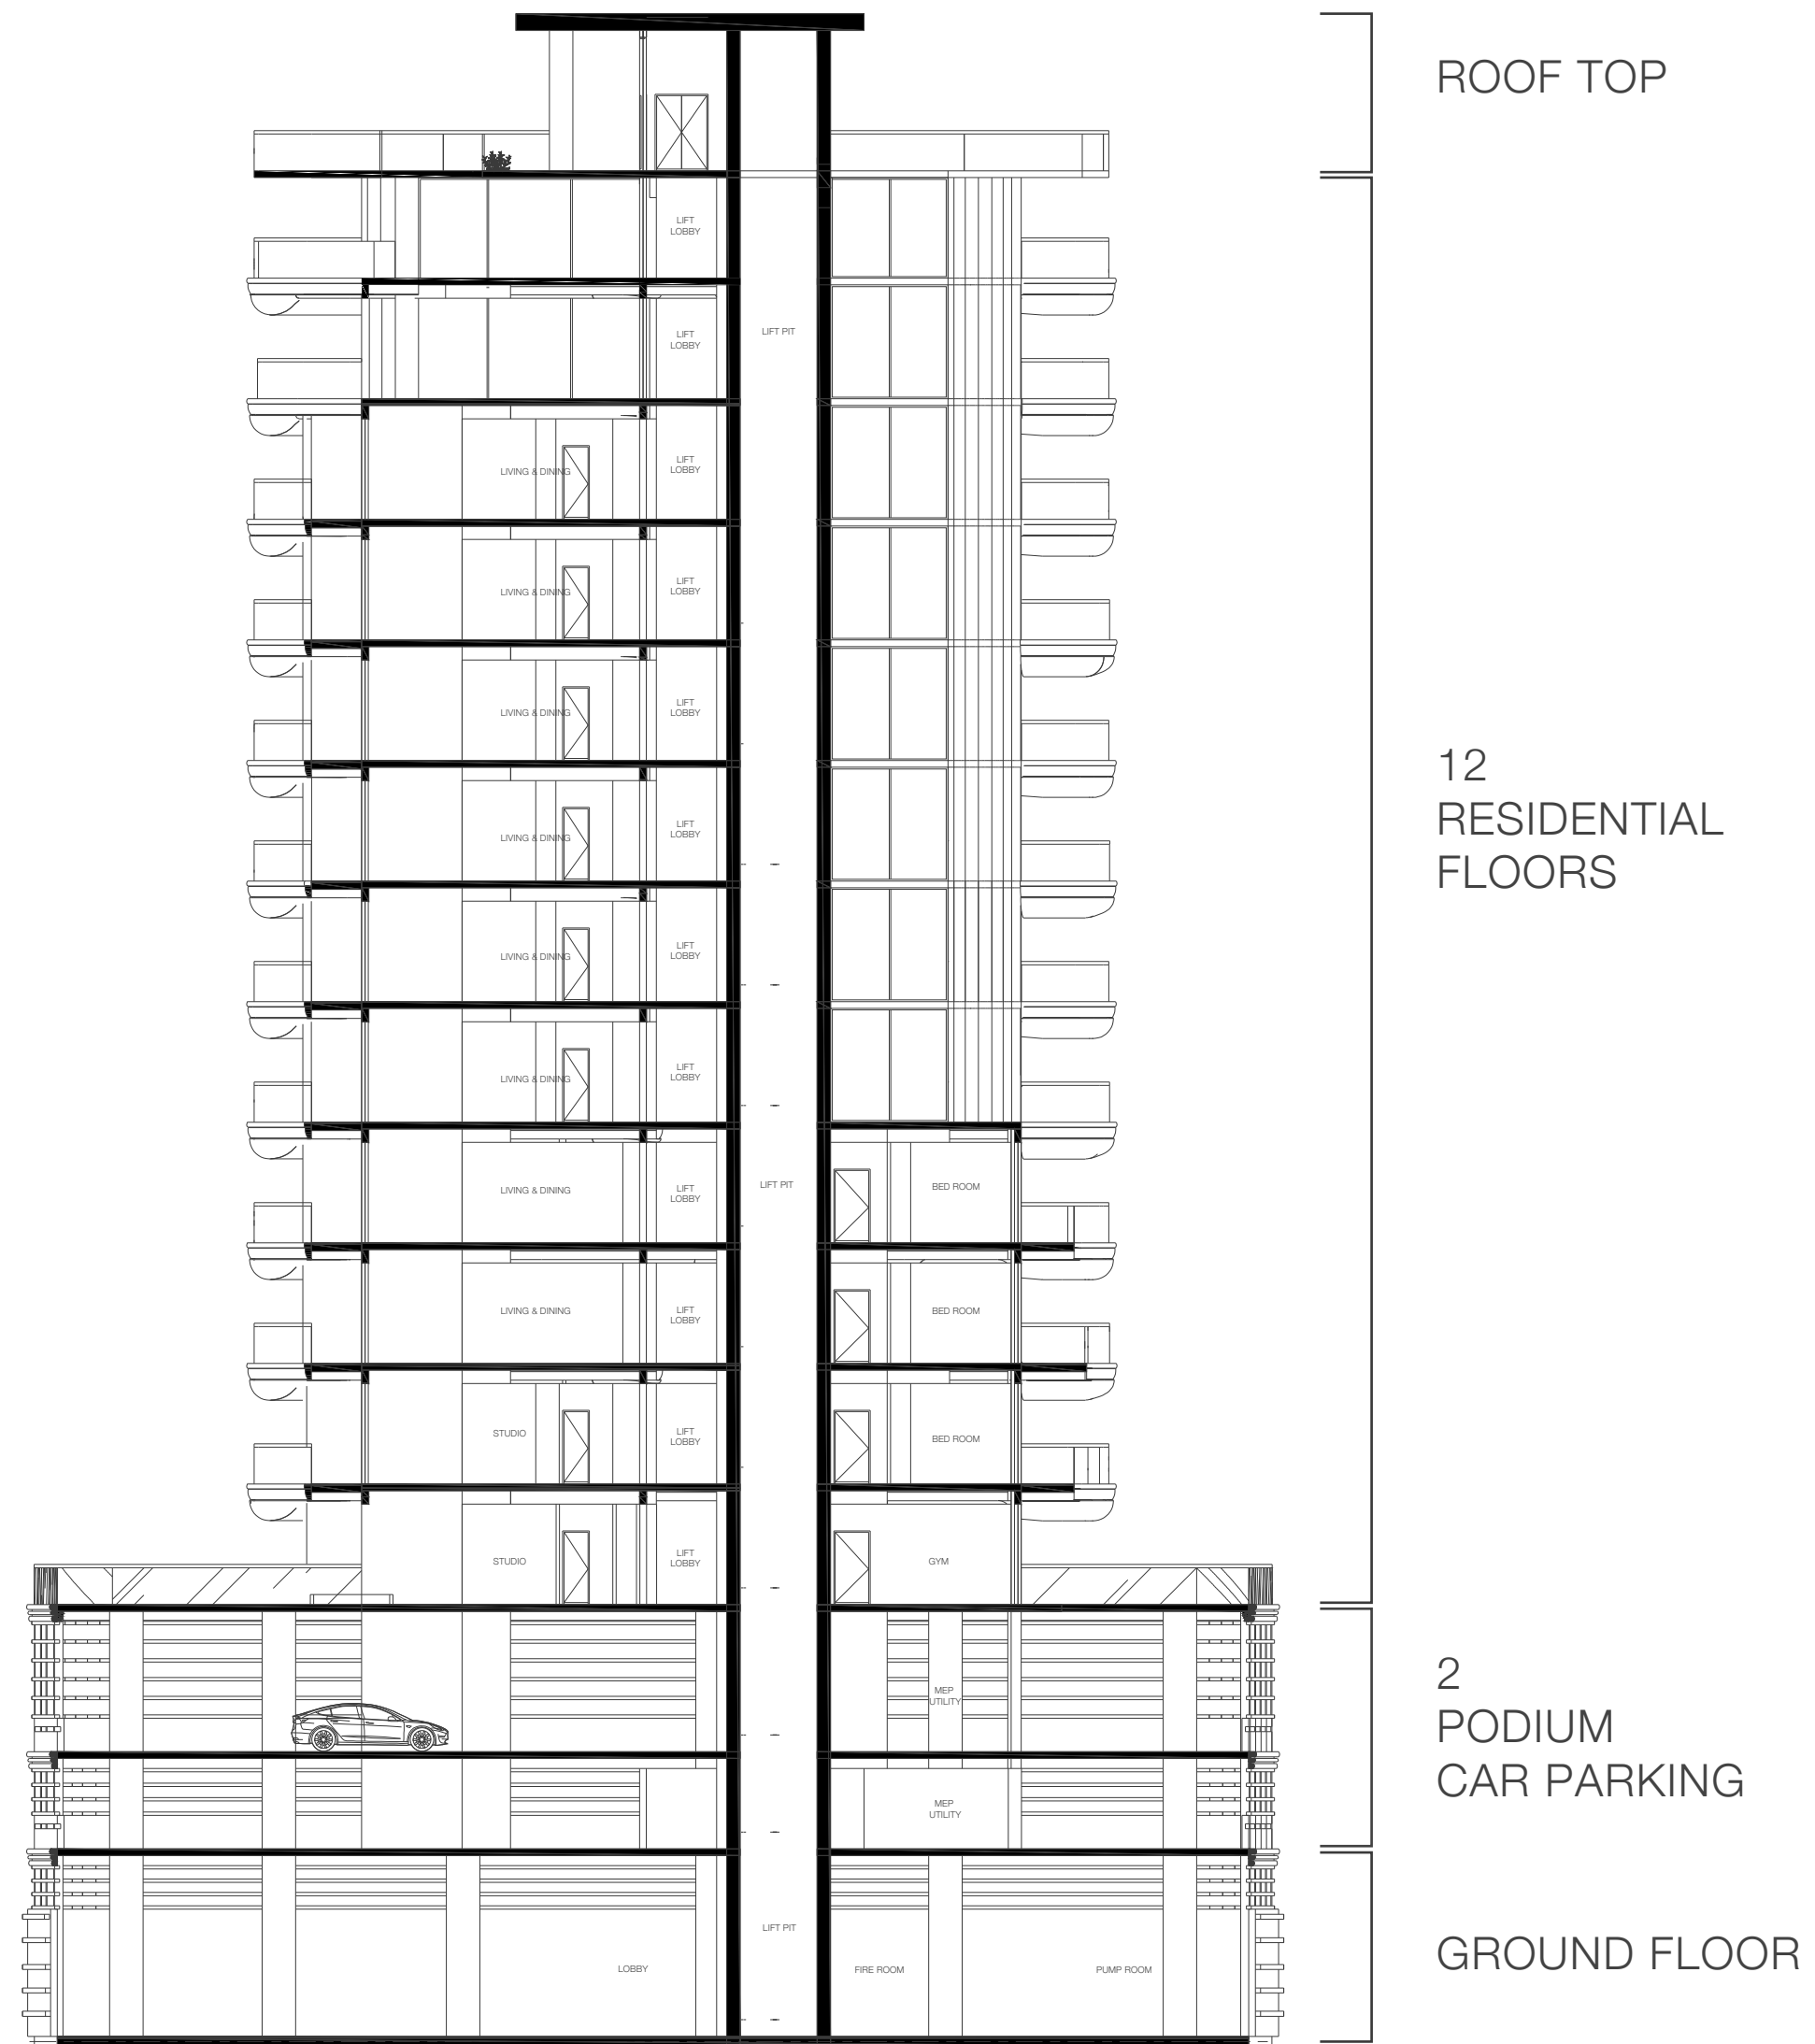 ROOF TOP
LIFT
LOBBY
LIFT
LOBBY
LIFT PIT
LIVING & DINING
LIFT
LOBBY
LIVING & DINING
LIFT
LOBBY
LIVING & DINING
LIFT
LOBBY
12
RESIDENTIAL
FLOORS
LIVING & DINING
LIFT
LOBBY
LIVING & DINING
LIFT
LOBBY
LIVING & DINING
LIFT
LOBBY
LIVING & DINING
LIFT
LOBBY
LIFT PIT
BED ROOM
LIVING & DINING
LIFT
LOBBY
BED ROOM
STUDIO
LIFT
LOBBY
BED ROOM
STUDIO
LIFT
LOBBY
GYM
MEP
UTILITY
2
PODIUM
CAR PARKING
MEP
UTILITY
LIFT PIT
GROUND FLOOR
LOBBY
FIRE ROOM
PUMP ROOM